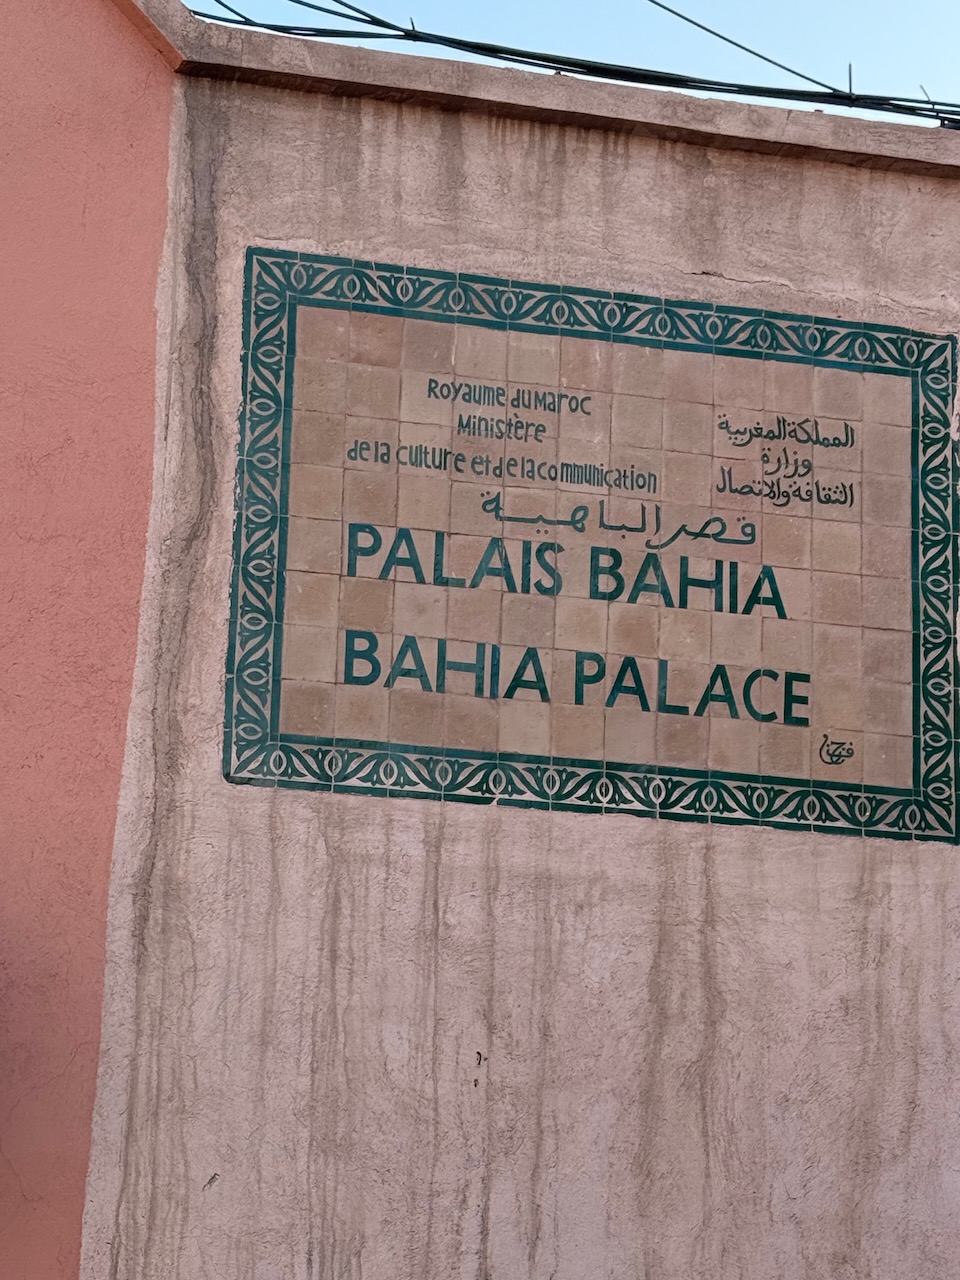 Royaume du Maroc
Ministère
de la culture et de la communication
المملكة المغربية
وزارة
الثقافة والاتصال
قصر الباهية
PALAIS BAHIA
BAHIA PALACE